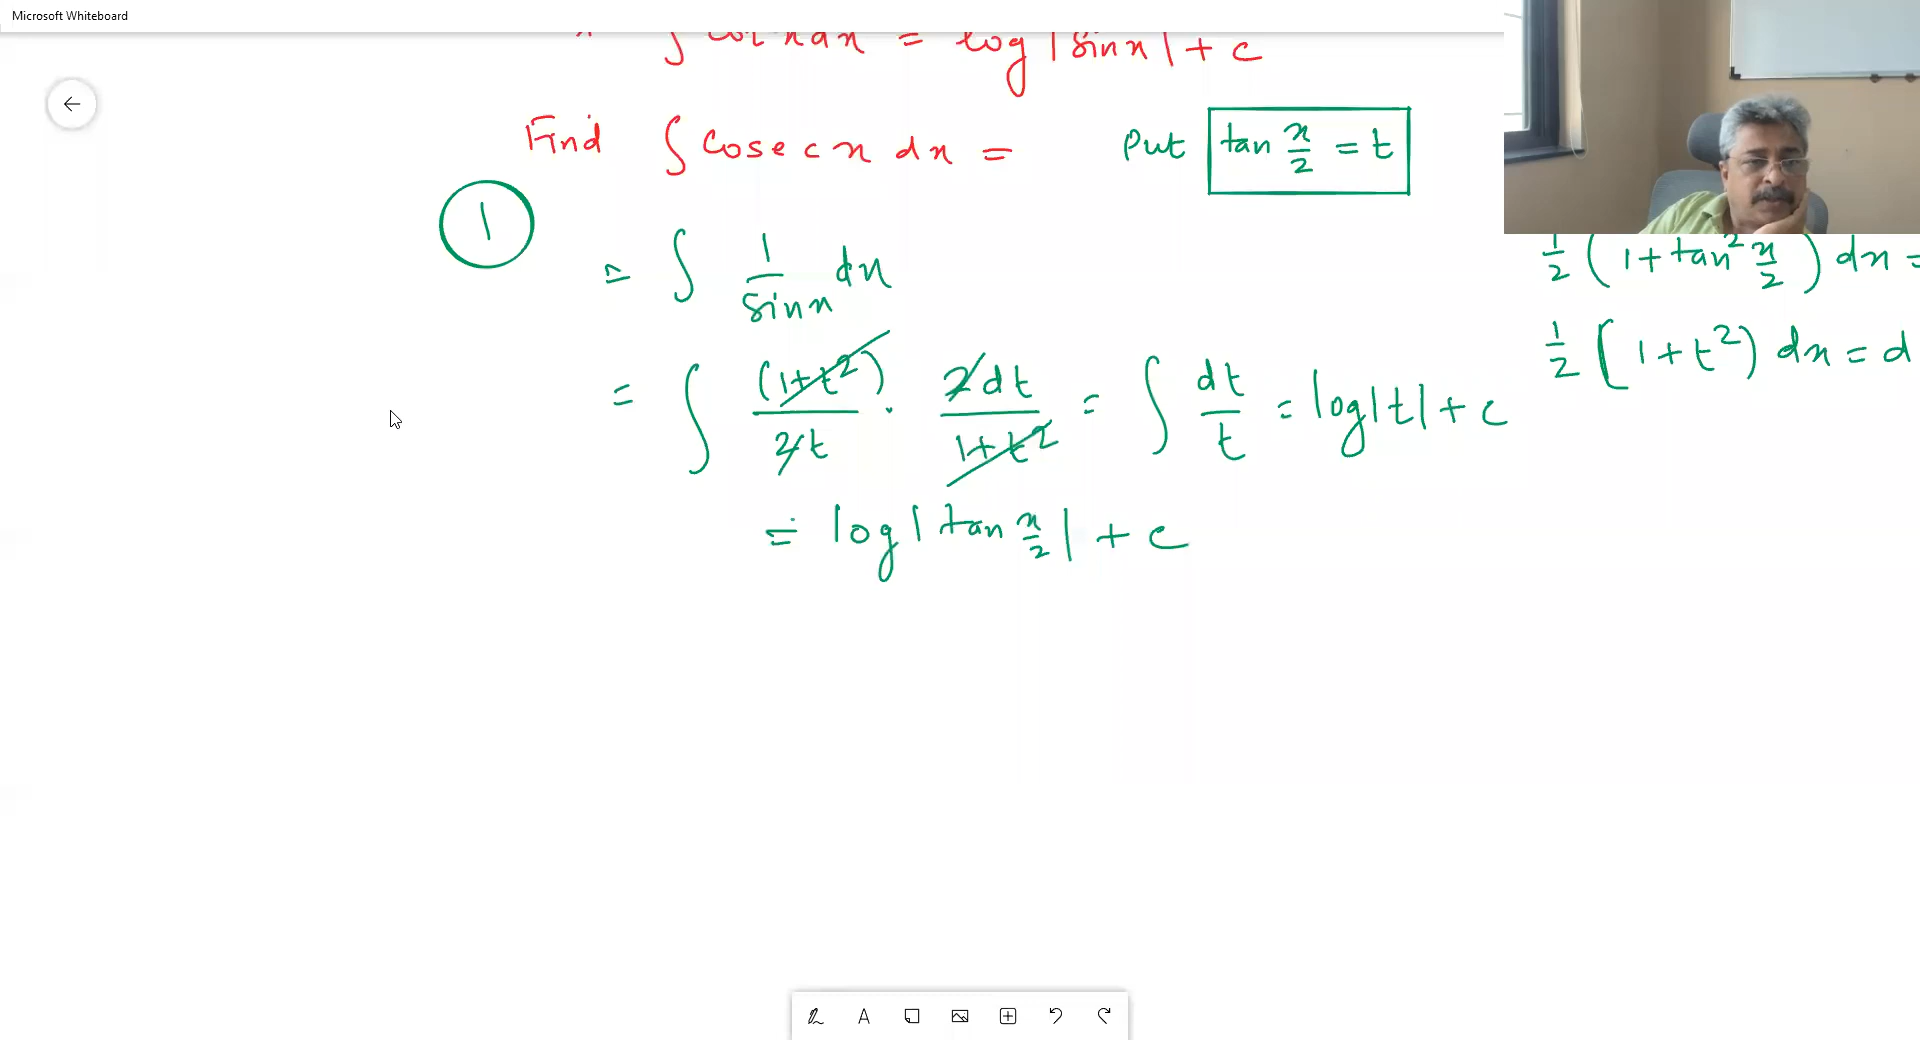 Microsoft Whiteboard
∫ cot x dx = log |sin x| + c
Find ∫ cosec x dx = Put tan x/2 = t
1
= ∫ 1/sin x dx
1/2 (1 + tan² x/2) dx =
1/2 (1 + t²) dx = d
= ∫ (1+t²)/2t · 2dt/1+t² = ∫ dt/t = log|t| + c
= log |tan x/2| + c
A